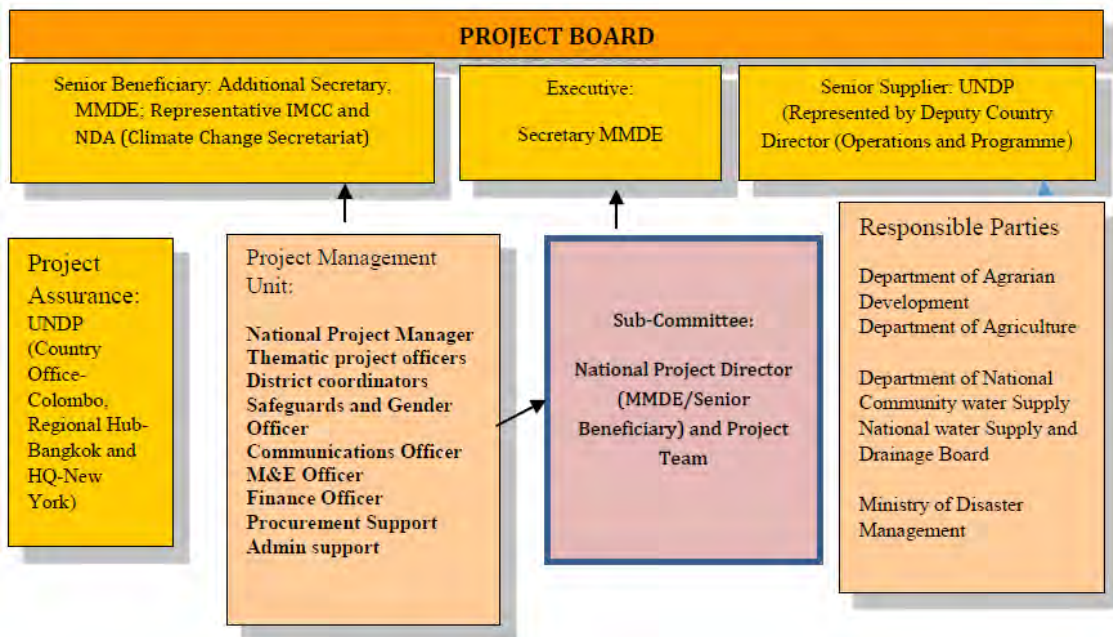 PROJECT BOARD
Senior Beneficiary: Additional Secretary,
MMDE; Representative IMCC and
NDA (Climate Change Secretariat)
Executive:
Secretary MMDE
Senior Supplier: UNDP
(Represented by Deputy Country
Director (Operations and Programme)
Project
Assurance:
UNDP
(Country
Office-
Colombo,
Regional Hub-
Bangkok and
HQ-New
York)
Project Management
Unit:
National Project Manager
Thematic project officers
District coordinators
Safeguards and Gender
Officer
Communications Officer
M&E Officer
Finance Officer
Procurement Support
Admin support
Sub-Committee:
National Project Director
(MMDE/Senior
Beneficiary) and Project
Team
Responsible Parties
Department of Agrarian
Development
Department of Agriculture
Department of National
Community water Supply
National water Supply and
Drainage Board
Ministry of Disaster
Management